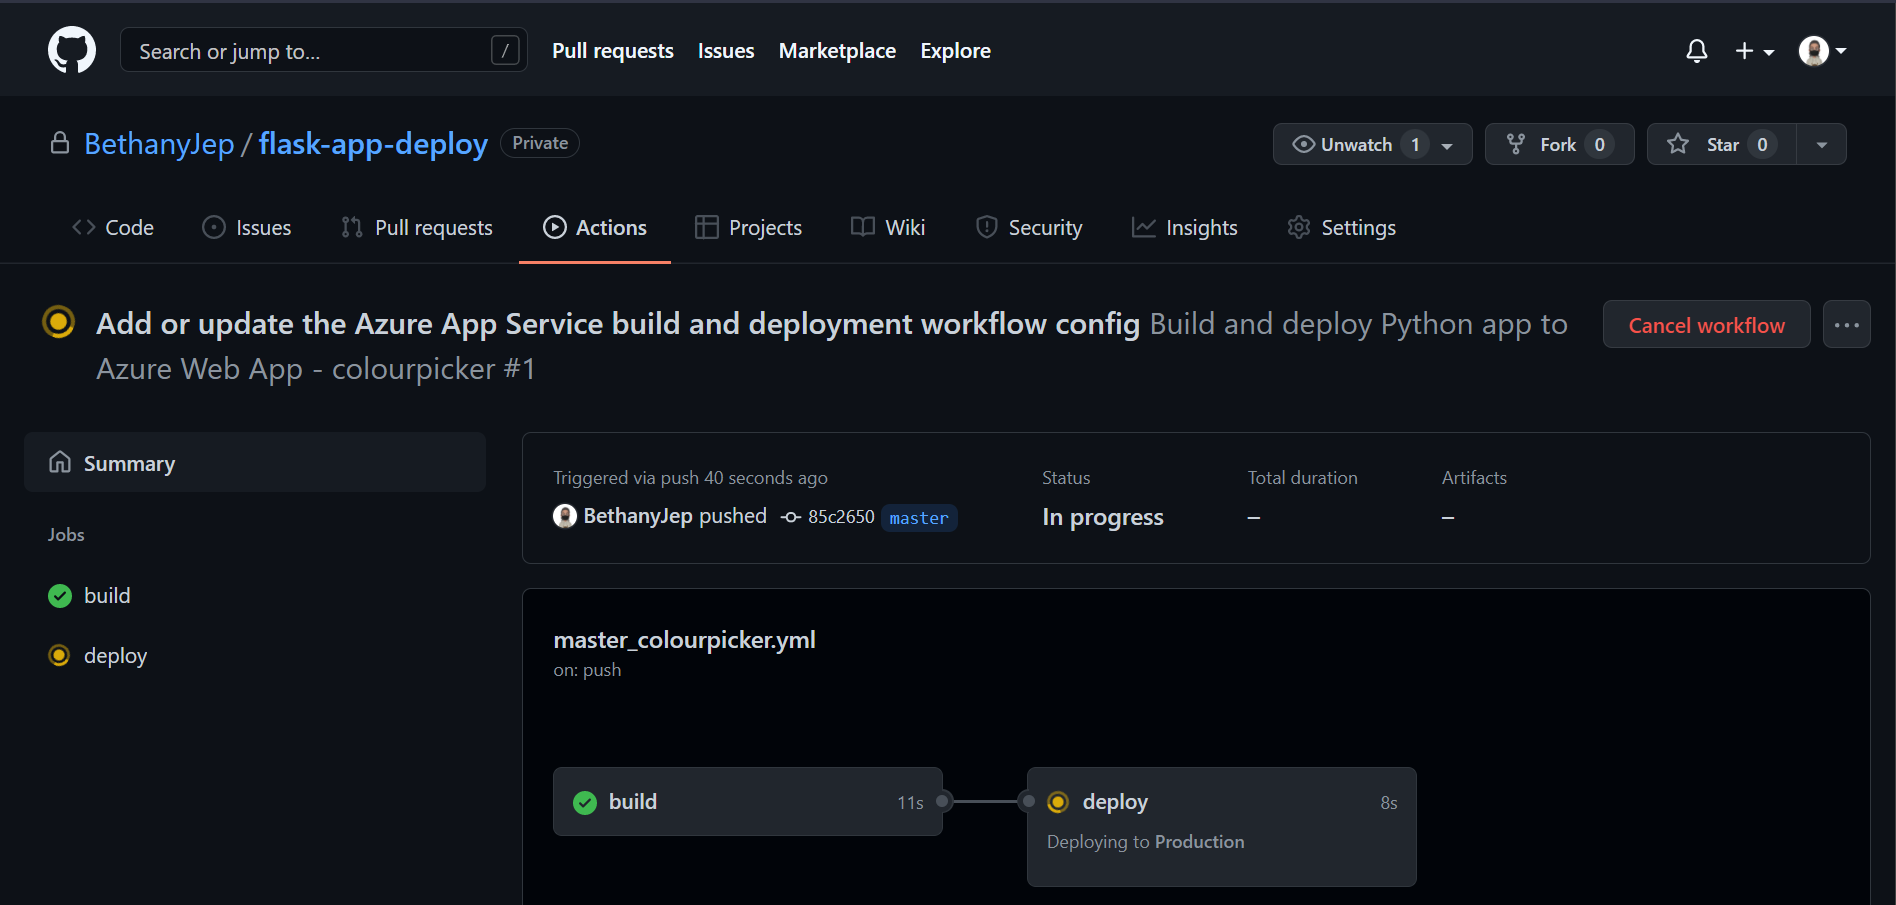 Search or jump to... / Pull requests Issues Marketplace Explore
BethanyJep / flask-app-deploy Private Unwatch 1 Fork 0 Star 0
Code Issues Pull requests Actions Projects Wiki Security Insights Settings
Add or update the Azure App Service build and deployment workflow config Build and deploy Python app to
Azure Web App - colourpicker #1
Cancel workflow ...
Summary
Jobs
build
deploy
Triggered via push 40 seconds ago Status Total duration Artifacts
BethanyJep pushed 85c2650 master In progress – –
master_colourpicker.yml
on: push
build 11s deploy 8s
Deploying to Production